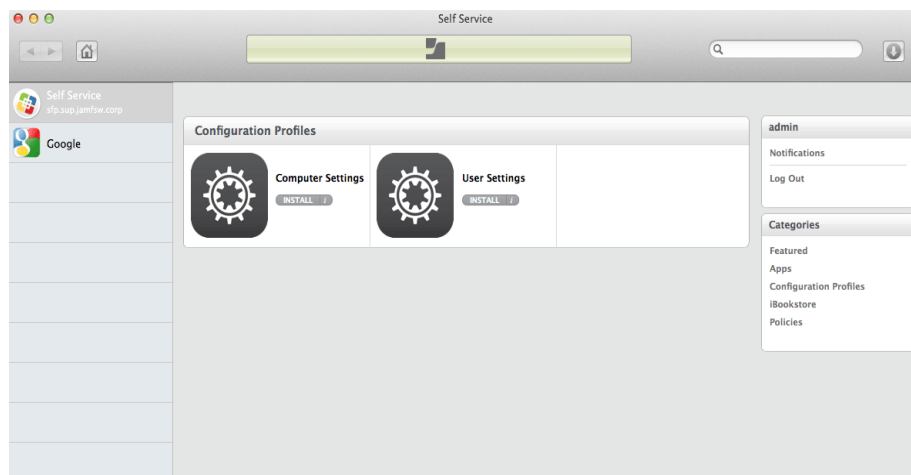 Self Service
Self Service
sfp.sup.jamfsw.corp
Google
Configuration Profiles
Computer Settings
INSTALL i
User Settings
INSTALL i
admin
Notifications
Log Out
Categories
Featured
Apps
Configuration Profiles
iBookstore
Policies